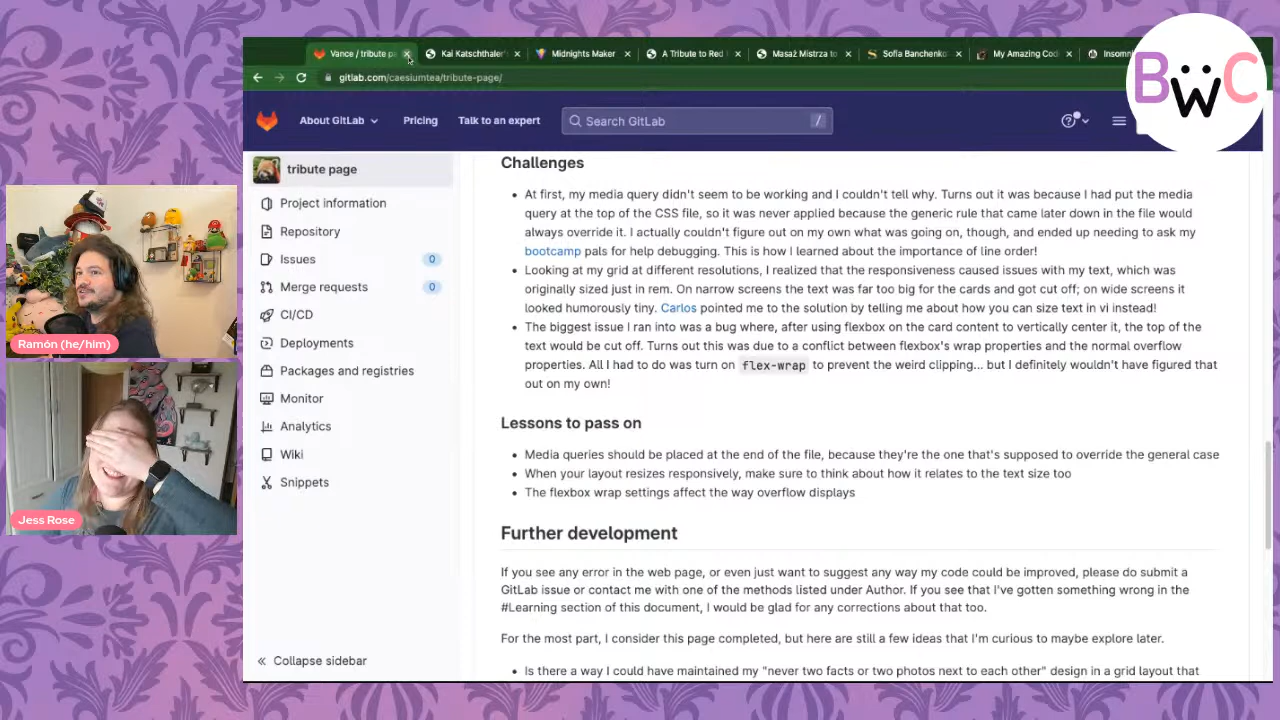 Vance / tribute pa
Kai Katschthaler'
Midnights Maker
A Tribute to Red
Masaż Mistrza to
Sofia Banchenko
My Amazing Cod
Insomn
BWC
gitlab.com/caesiumtea/tribute-page/
About GitLab
Pricing
Talk to an expert
Search GitLab
/
tribute page
Project information
Repository
Issues 0
Merge requests 0
CI/CD
Deployments
Packages and registries
Monitor
Analytics
Wiki
Snippets
Collapse sidebar
Challenges
At first, my media query didn't seem to be working and I couldn't tell why. Turns out it was because I had put the media
query at the top of the CSS file, so it was never applied because the generic rule that came later down in the file would
always override it. I actually couldn't figure out on my own what was going on, though, and ended up needing to ask my
bootcamp pals for help debugging. This is how I learned about the importance of line order!
Looking at my grid at different resolutions, I realized that the responsiveness caused issues with my text, which was
originally sized just in rem. On narrow screens the text was far too big for the cards and got cut off; on wide screens it
looked humorously tiny. Carlos pointed me to the solution by telling me about how you can size text in vi instead!
The biggest issue I ran into was a bug where, after using flexbox on the card content to vertically center it, the top of the
text would be cut off. Turns out this was due to a conflict between flexbox's wrap properties and the normal overflow
properties. All I had to do was turn on flex-wrap to prevent the weird clipping... but I definitely wouldn't have figured that
out on my own!
Lessons to pass on
Media queries should be placed at the end of the file, because they're the one that's supposed to override the general case
When your layout resizes responsively, make sure to think about how it relates to the text size too
The flexbox wrap settings affect the way overflow displays
Further development
If you see any error in the web page, or even just want to suggest any way my code could be improved, please do submit a
GitLab issue or contact me with one of the methods listed under Author. If you see that I've gotten something wrong in the
#Learning section of this document, I would be glad for any corrections about that too.
For the most part, I consider this page completed, but here are still a few ideas that I'm curious to maybe explore later.
Is there a way I could have maintained my "never two facts or two photos next to each other" design in a grid layout that
Ramón (he/him)
Jess Rose